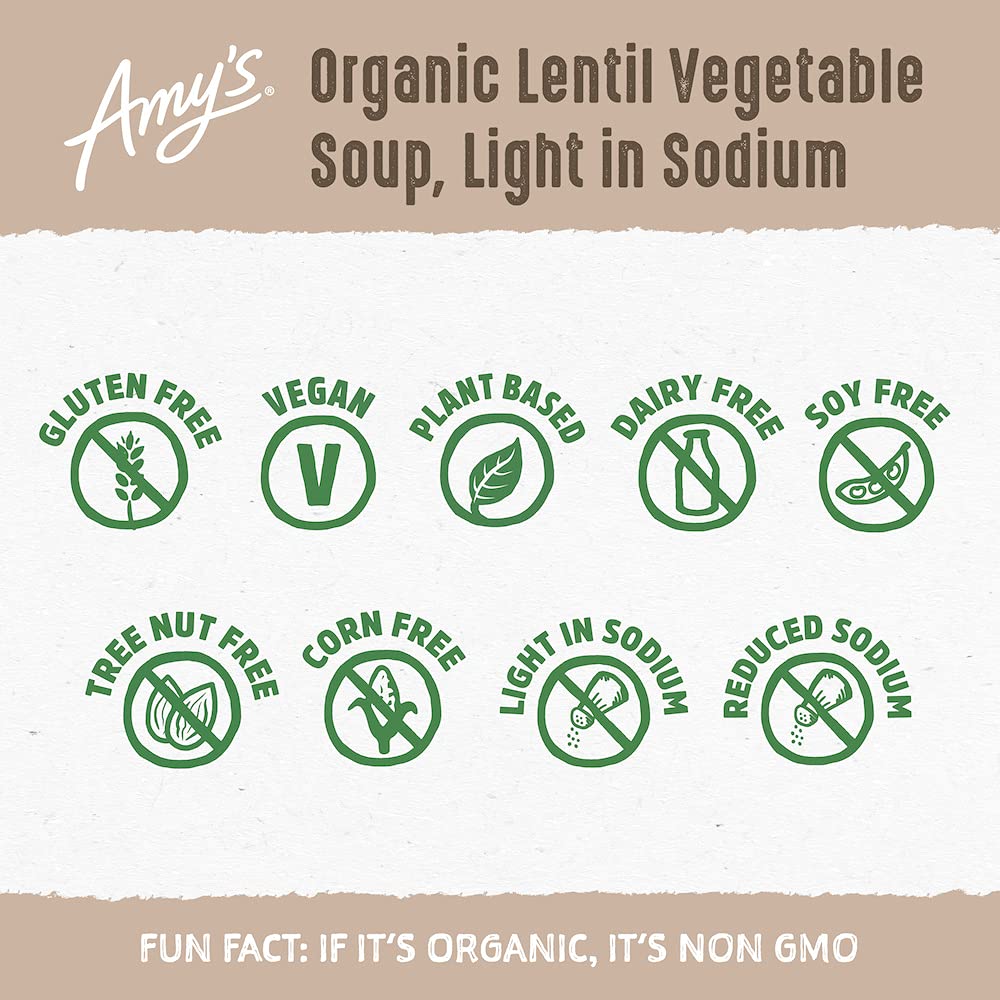 Amy's®
Organic Lentil Vegetable
Soup, Light in Sodium
GLUTEN FREE
VEGAN
V
PLANT BASED
DAIRY FREE
SOY FREE
TREE NUT FREE
CORN FREE
LIGHT IN SODIUM
REDUCED SODIUM
FUN FACT: IF IT'S ORGANIC, IT'S NON GMO